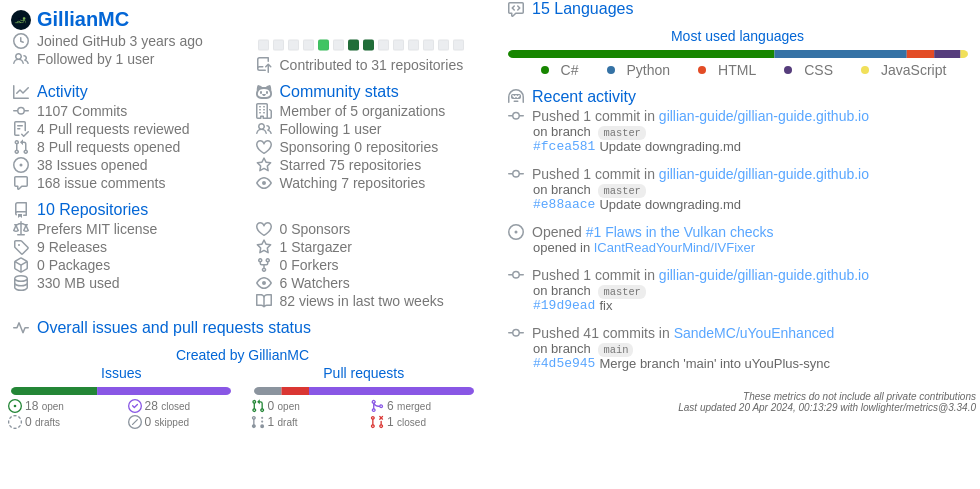 GillianMC
Joined GitHub 3 years ago
Followed by 1 user
Contributed to 31 repositories
Activity
1107 Commits
4 Pull requests reviewed
8 Pull requests opened
38 Issues opened
168 issue comments
Community stats
Member of 5 organizations
Following 1 user
Sponsoring 0 repositories
Starred 75 repositories
Watching 7 repositories
10 Repositories
Prefers MIT license
9 Releases
0 Packages
330 MB used
0 Sponsors
1 Stargazer
0 Forkers
6 Watchers
82 views in last two weeks
Overall issues and pull requests status
Created by GillianMC
Issues
18 open
28 closed
0 drafts
0 skipped
Pull requests
0 open
6 merged
1 draft
1 closed
15 Languages
Most used languages
C# Python HTML CSS JavaScript
Recent activity
Pushed 1 commit in gillian-guide/gillian-guide.github.io
on branch master
#fcea581 Update downgrading.md
Pushed 1 commit in gillian-guide/gillian-guide.github.io
on branch master
#e88aace Update downgrading.md
Opened #1 Flaws in the Vulkan checks
opened in ICantReadYourMind/IVFixer
Pushed 1 commit in gillian-guide/gillian-guide.github.io
on branch master
#19d9ead fix
Pushed 41 commits in SandeMC/uYouEnhanced
on branch main
#4d5e945 Merge branch 'main' into uYouPlus-sync
These metrics do not include all private contributions
Last updated 20 Apr 2024, 00:13:29 with lowlighter/metrics@3.34.0